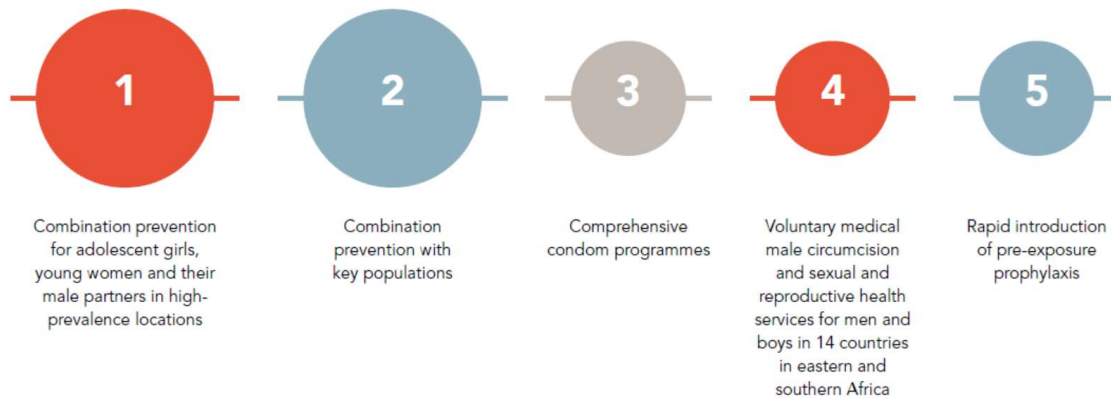 1
Combination prevention
for adolescent girls,
young women and their
male partners in high-
prevalence locations
2
Combination
prevention with
key populations
3
Comprehensive
condom programmes
4
Voluntary medical
male circumcision
and sexual and
reproductive health
services for men and
boys in 14 countries
in eastern and
southern Africa
5
Rapid introduction
of pre-exposure
prophylaxis